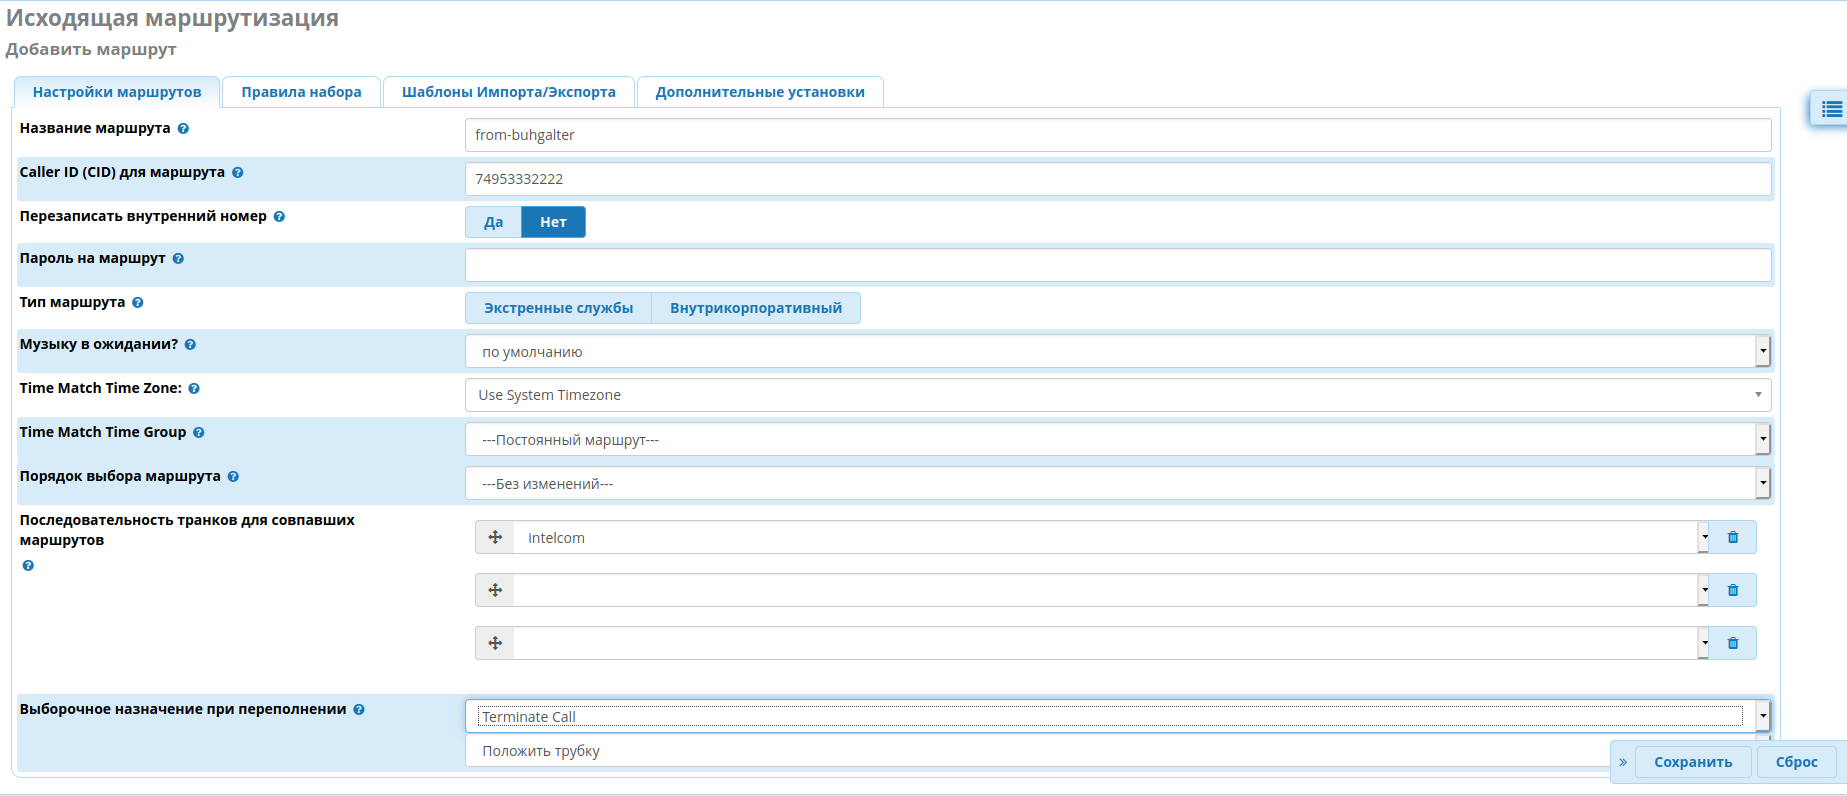 Исходящая маршрутизация
Добавить маршрут
Настройки маршрутов Правила набора Шаблоны Импорта/Экспорта Дополнительные установки
Название маршрута from-buhgalter
Caller ID (CID) для маршрута 74953332222
Перезаписать внутренний номер Да Нет
Пароль на маршрут
Тип маршрута Экстренные службы Внутрикорпоративный
Музыку в ожидании? по умолчанию
Time Match Time Zone: Use System Timezone
Time Match Time Group ---Постоянный маршрут---
Порядок выбора маршрута ---Без изменений---
Последовательность транков для совпавших
маршрутов
intelcom
Выборочное назначение при переполнении Terminate Call
Положить трубку
» Сохранить Сброс